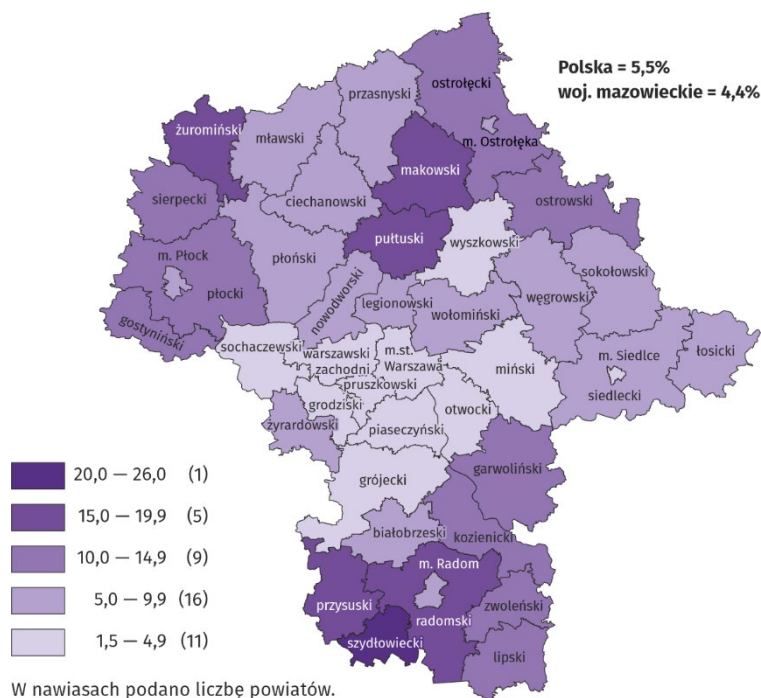 Polska = 5,5%
woj. mazowieckie = 4,4%
ostrołęcki
przasnyski
żuromiński
mławski
m. Ostrołęka
makowski
sierpecki
ciechanowski
ostrowski
pułtuski
wyszkowski
m. Płock
płoński
sokołowski
płocki
nowodworski
legionowski
węgrowski
wołomiński
gostyniński
sochaczewski
warszawski
zachodni
m.st.
Warszawa
miński
m. Siedlce
łosicki
pruszkowski
siedlecki
grodziski
otwocki
żyrardowski
piaseczyński
garwoliński
grójecki
białobrzeski
kozienicki
m. Radom
przysuski
radomski
zwoleński
szydłowiecki
lipski
20,0 — 26,0 (1)
15,0 — 19,9 (5)
10,0 — 14,9 (9)
5,0 — 9,9 (16)
1,5 — 4,9 (11)
W nawiasach podano liczbę powiatów.